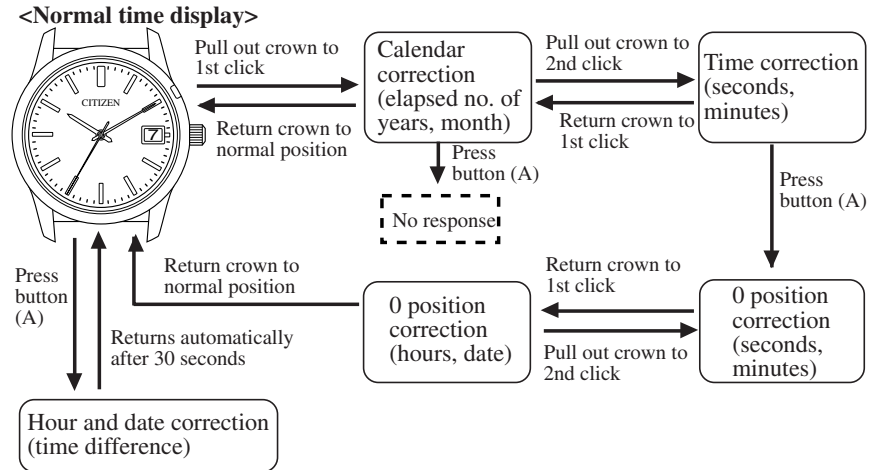 <Normal time display>
CITIZEN
7
Pull out crown to
1st click
Return crown to
normal position
Calendar
correction
(elapsed no. of
years, month)
Pull out crown to
2nd click
Return crown to
1st click
Time correction
(seconds,
minutes)
Press
button (A)
No response
Press
button (A)
Press
button
(A)
Return crown to
normal position
Returns automatically
after 30 seconds
0 position
correction
(hours, date)
Return crown to
1st click
Pull out crown to
2nd click
0 position
correction
(seconds,
minutes)
Hour and date correction
(time difference)